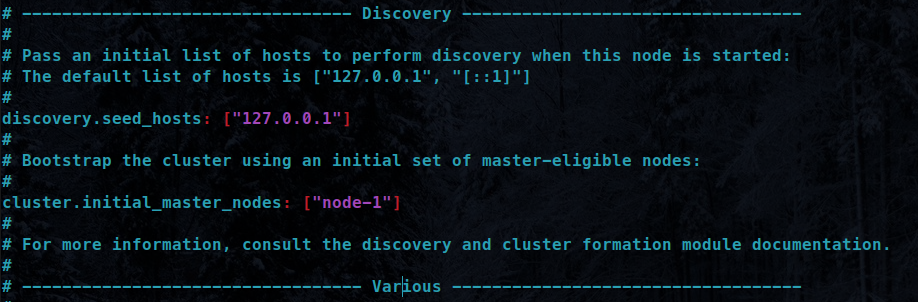 # --------------------------------- Discovery ----------------------------------
#
# Pass an initial list of hosts to perform discovery when this node is started:
# The default list of hosts is ["127.0.0.1", "[::1]"]
#
discovery.seed_hosts: ["127.0.0.1"]
#
# Bootstrap the cluster using an initial set of master-eligible nodes:
#
cluster.initial_master_nodes: ["node-1"]
#
# For more information, consult the discovery and cluster formation module documentation.
#
# ---------------------------------- Various -----------------------------------